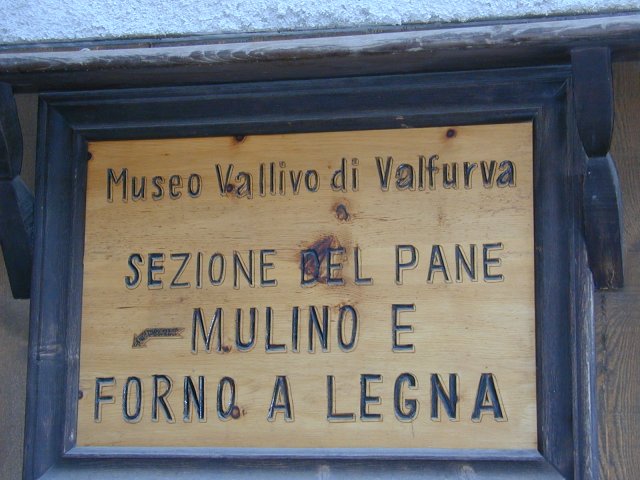 Museo Vallivo di Valfurva
SEZIONE DEL PANE
MULINO E
FORNO A LEGNA